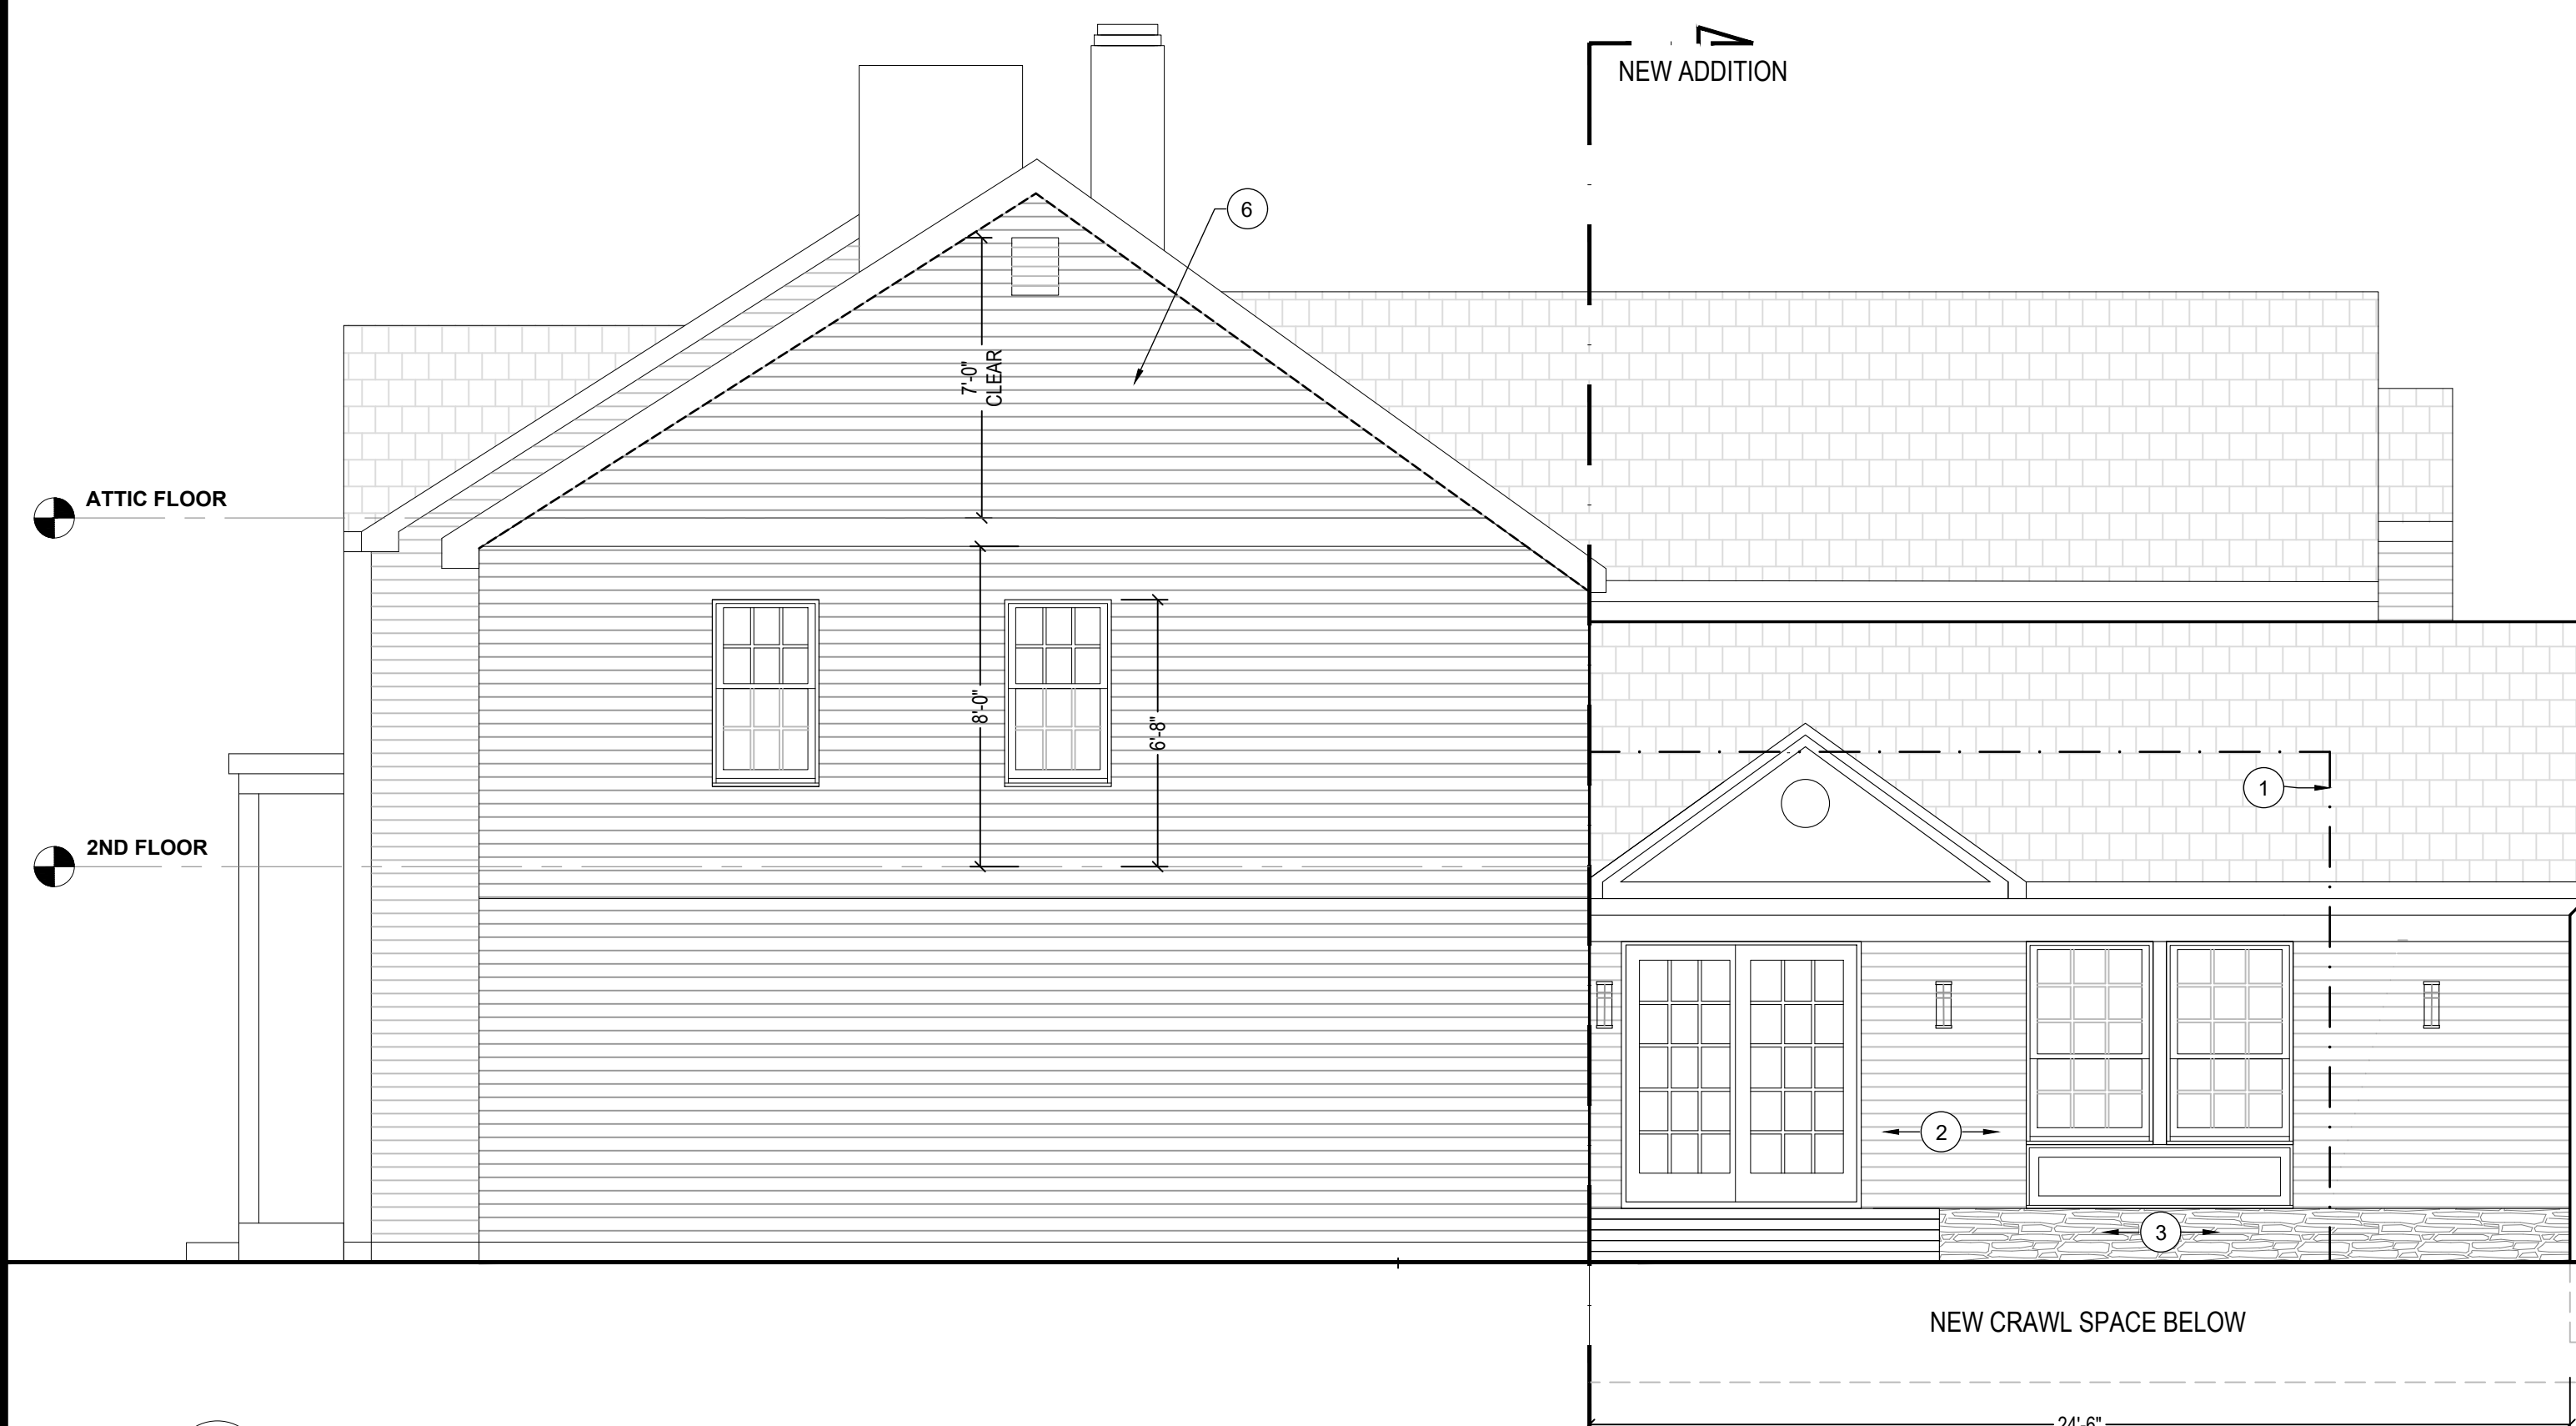 NEW ADDITION
6
7'-0"
CLEAR
ATTIC FLOOR
8'-0"
6'-8"
1
2ND FLOOR
2
3
NEW CRAWL SPACE BELOW
24'-6"